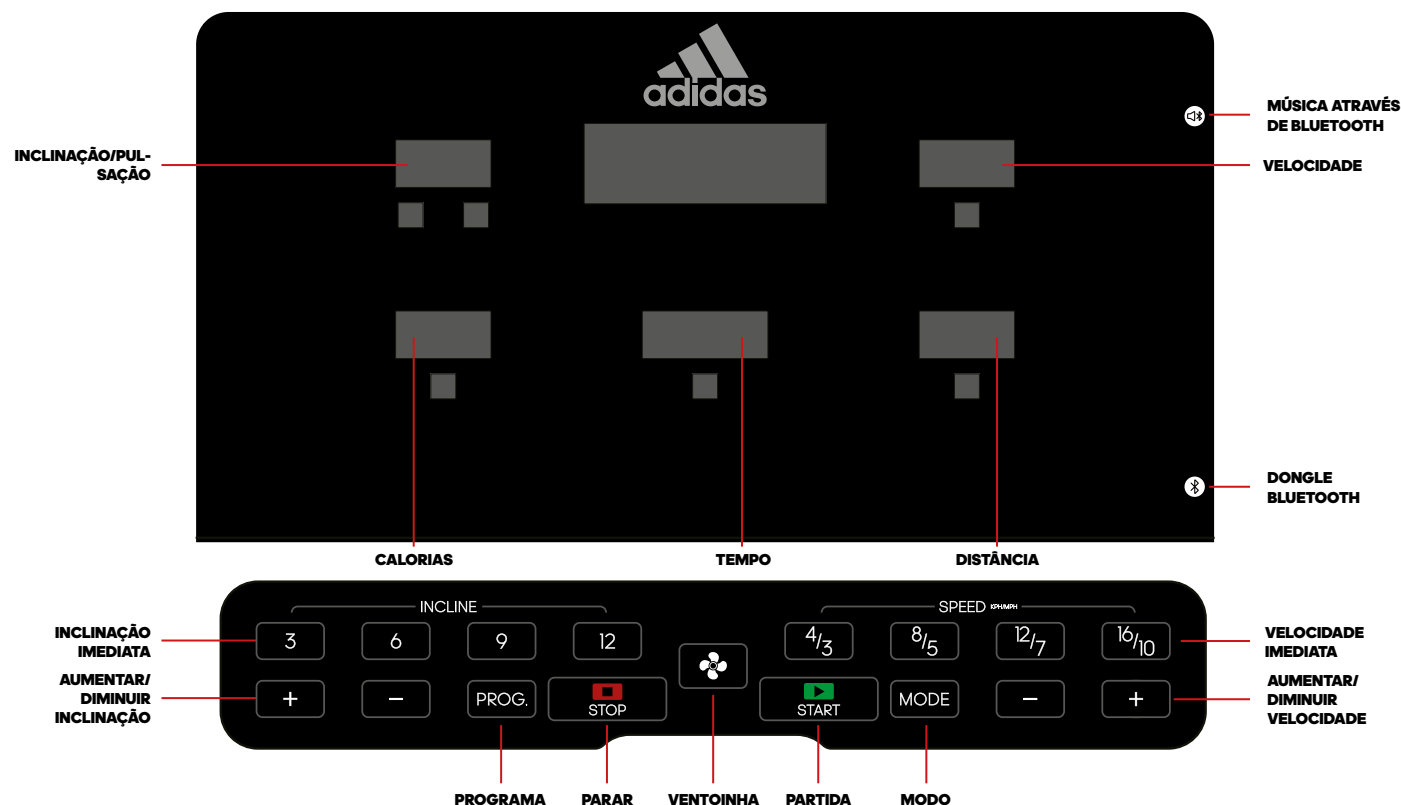 adidas
MÚSICA ATRAVÉS
DE BLUETOOTH
INCLINAÇÃO/PUL-
SAÇÃO
VELOCIDADE
DONGLE
BLUETOOTH
CALORIAS
TEMPO
DISTÂNCIA
INCLINE
SPEED KPH/MPH
INCLINAÇÃO
IMEDIATA
3
6
9
12
4/3
8/5
12/7
16/10
VELOCIDADE
IMEDIATA
AUMENTAR/
DIMINUIR
INCLINAÇÃO
+
−
PROG.
STOP
START
MODE
−
+
AUMENTAR/
DIMINUIR
VELOCIDADE
PROGRAMA
PARAR
VENTOINHA
PARTIDA
MODO